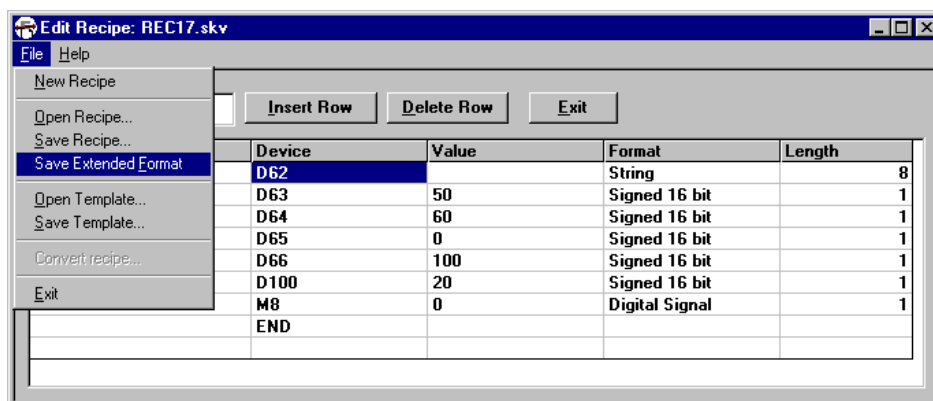 Edit Recipe: REC17.skv
File Help
New Recipe
Open Recipe...
Save Recipe...
Save Extended Format
Open Template...
Save Template...
Convert recipe...
Exit
Insert Row Delete Row Exit
Device Value Format Length
D62 String 8
D63 50 Signed 16 bit 1
D64 60 Signed 16 bit 1
D65 0 Signed 16 bit 1
D66 100 Signed 16 bit 1
D100 20 Signed 16 bit 1
M8 0 Digital Signal 1
END